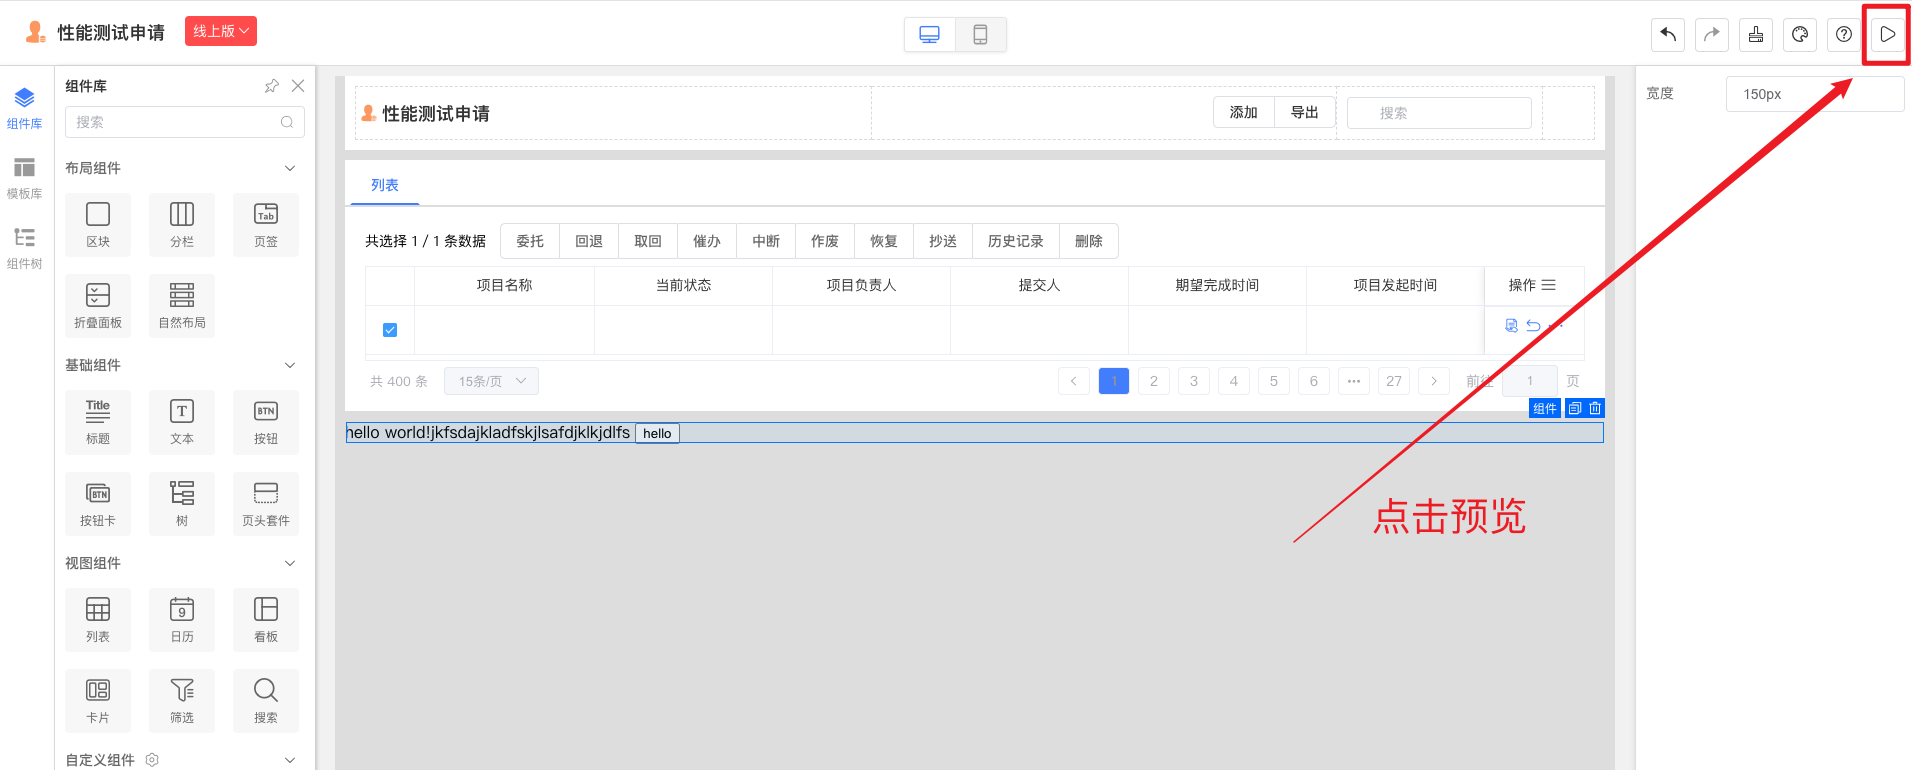 性能测试申请
线上版
组件库
模板库
组件树
组件库
搜索
布局组件
区块
分栏
Tab
页签
折叠面板
自然布局
基础组件
Title
标题
T
文本
BTN
按钮
BTN
按钮卡
树
页头套件
视图组件
列表
9
日历
看板
卡片
筛选
搜索
自定义组件
性能测试申请
添加
导出
搜索
列表
共选择 1 / 1 条数据
委托
回退
取回
催办
中断
作废
恢复
抄送
历史记录
删除
项目名称
当前状态
项目负责人
提交人
期望完成时间
项目发起时间
操作
共 400 条
15条/页
1
2
3
4
5
6
27
前往
1
页
组件
hello world!jkfsdajkladfskjlsafdjklkjdlfs
hello
点击预览
宽度
150px